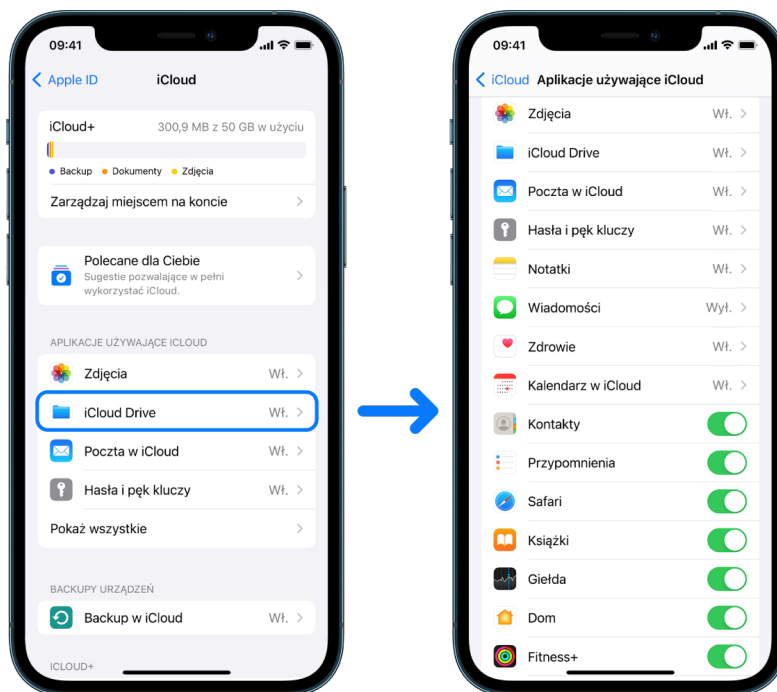 09:41
Apple ID
iCloud
iCloud+
300,9 MB z 50 GB w użyciu
Backup
Dokumenty
Zdjęcia
Zarządzaj miejscem na koncie
Polecane dla Ciebie
Sugestie pozwalające w pełni
wykorzystać iCloud.
APLIKACJE UŻYWAJĄCE ICLOUD
Zdjęcia Wł.
iCloud Drive Wł.
Poczta w iCloud Wł.
Hasła i pęk kluczy Wł.
Pokaż wszystkie
BACKUPY URZĄDZEŃ
Backup w iCloud Wł.
ICLOUD+
09:41
iCloud Aplikacje używające iCloud
Zdjęcia Wł.
iCloud Drive Wł.
Poczta w iCloud Wł.
Hasła i pęk kluczy Wł.
Notatki Wł.
Wiadomości Wył.
Zdrowie Wł.
Kalendarz w iCloud Wł.
Kontakty
Przypomnienia
Safari
Książki
Giełda
Dom
Fitness+